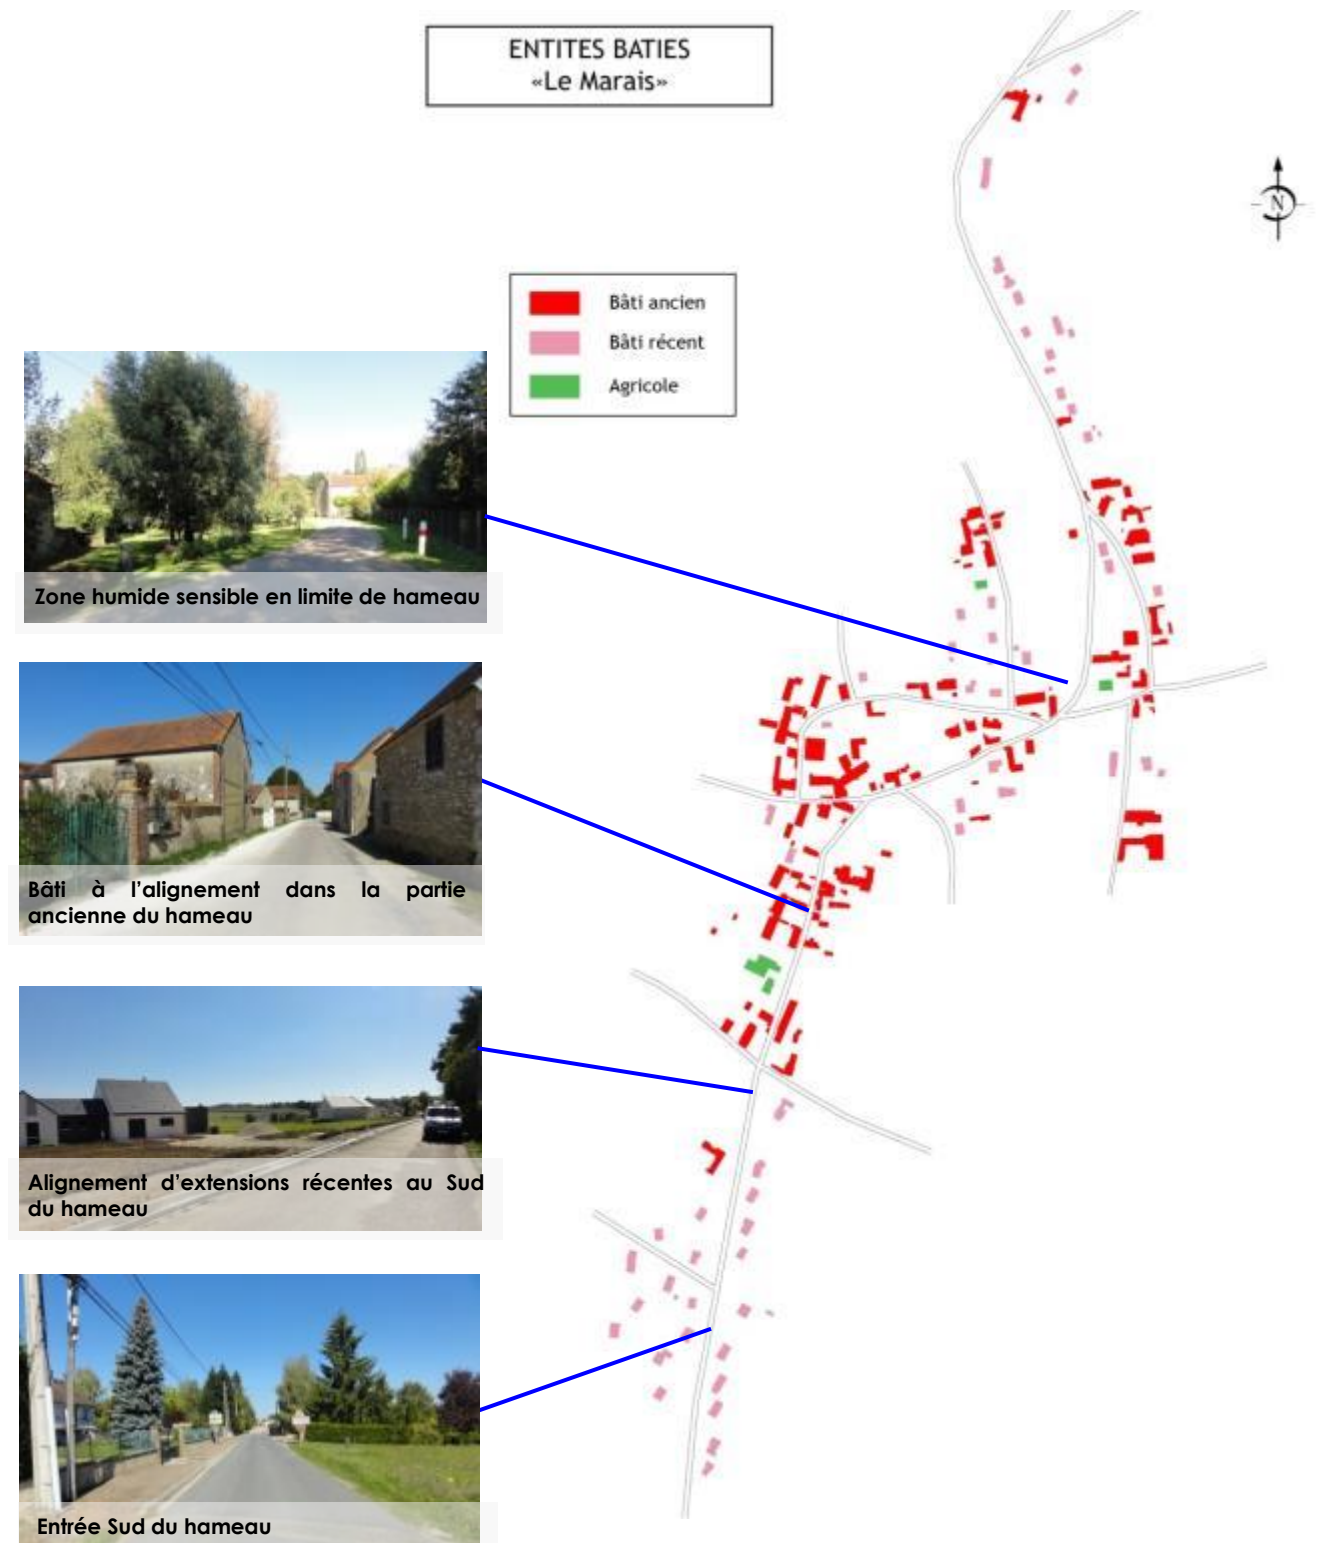 ENTITES BATIES
«Le Marais»
N
Bâti ancien
Bâti récent
Agricole
Zone humide sensible en limite de hameau
Bâti à l'alignement dans la partie
ancienne du hameau
Alignement d'extensions récentes au Sud
du hameau
Entrée Sud du hameau